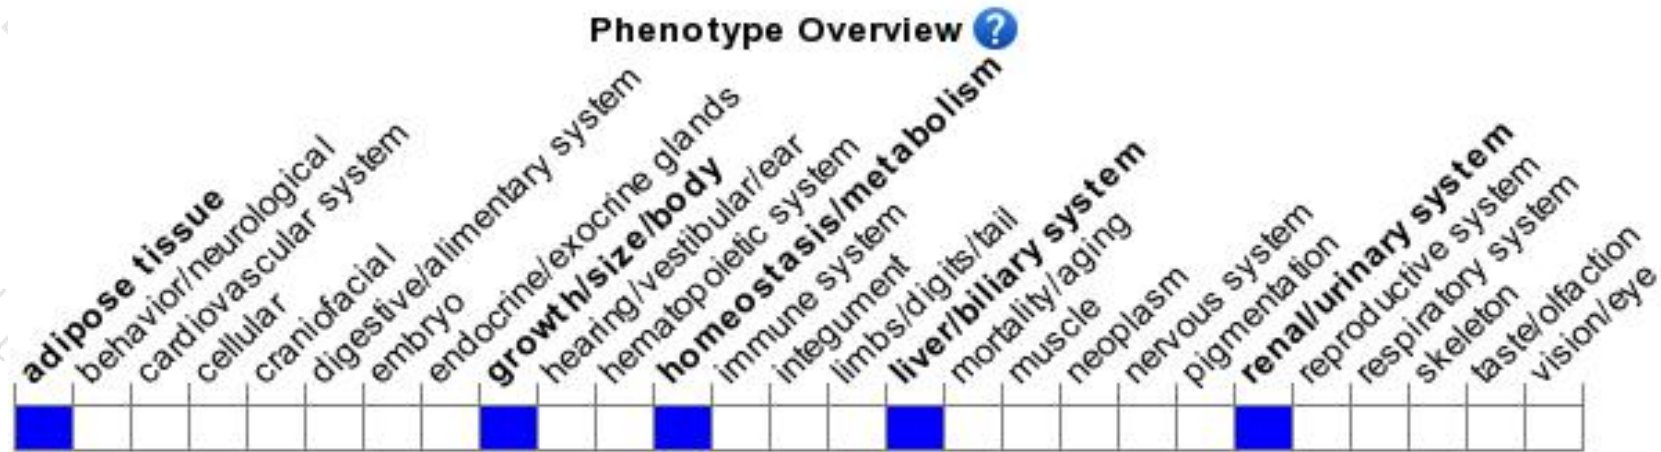 Phenotype Overview ?
adipose tissue
behavior/neurological
cardiovascular system
cellular
craniofacial
digestive/alimentary system
embryo
endocrine/exocrine glands
growth/size/body
hearing/vestibular/ear
hematopoietic system
homeostasis/metabolism
immune system
integument
limbs/digits/tail
liver/biliary system
mortality/aging
muscle
neoplasm
nervous system
pigmentation
renal/urinary system
reproductive system
respiratory system
skeleton
taste/olfaction
vision/eye